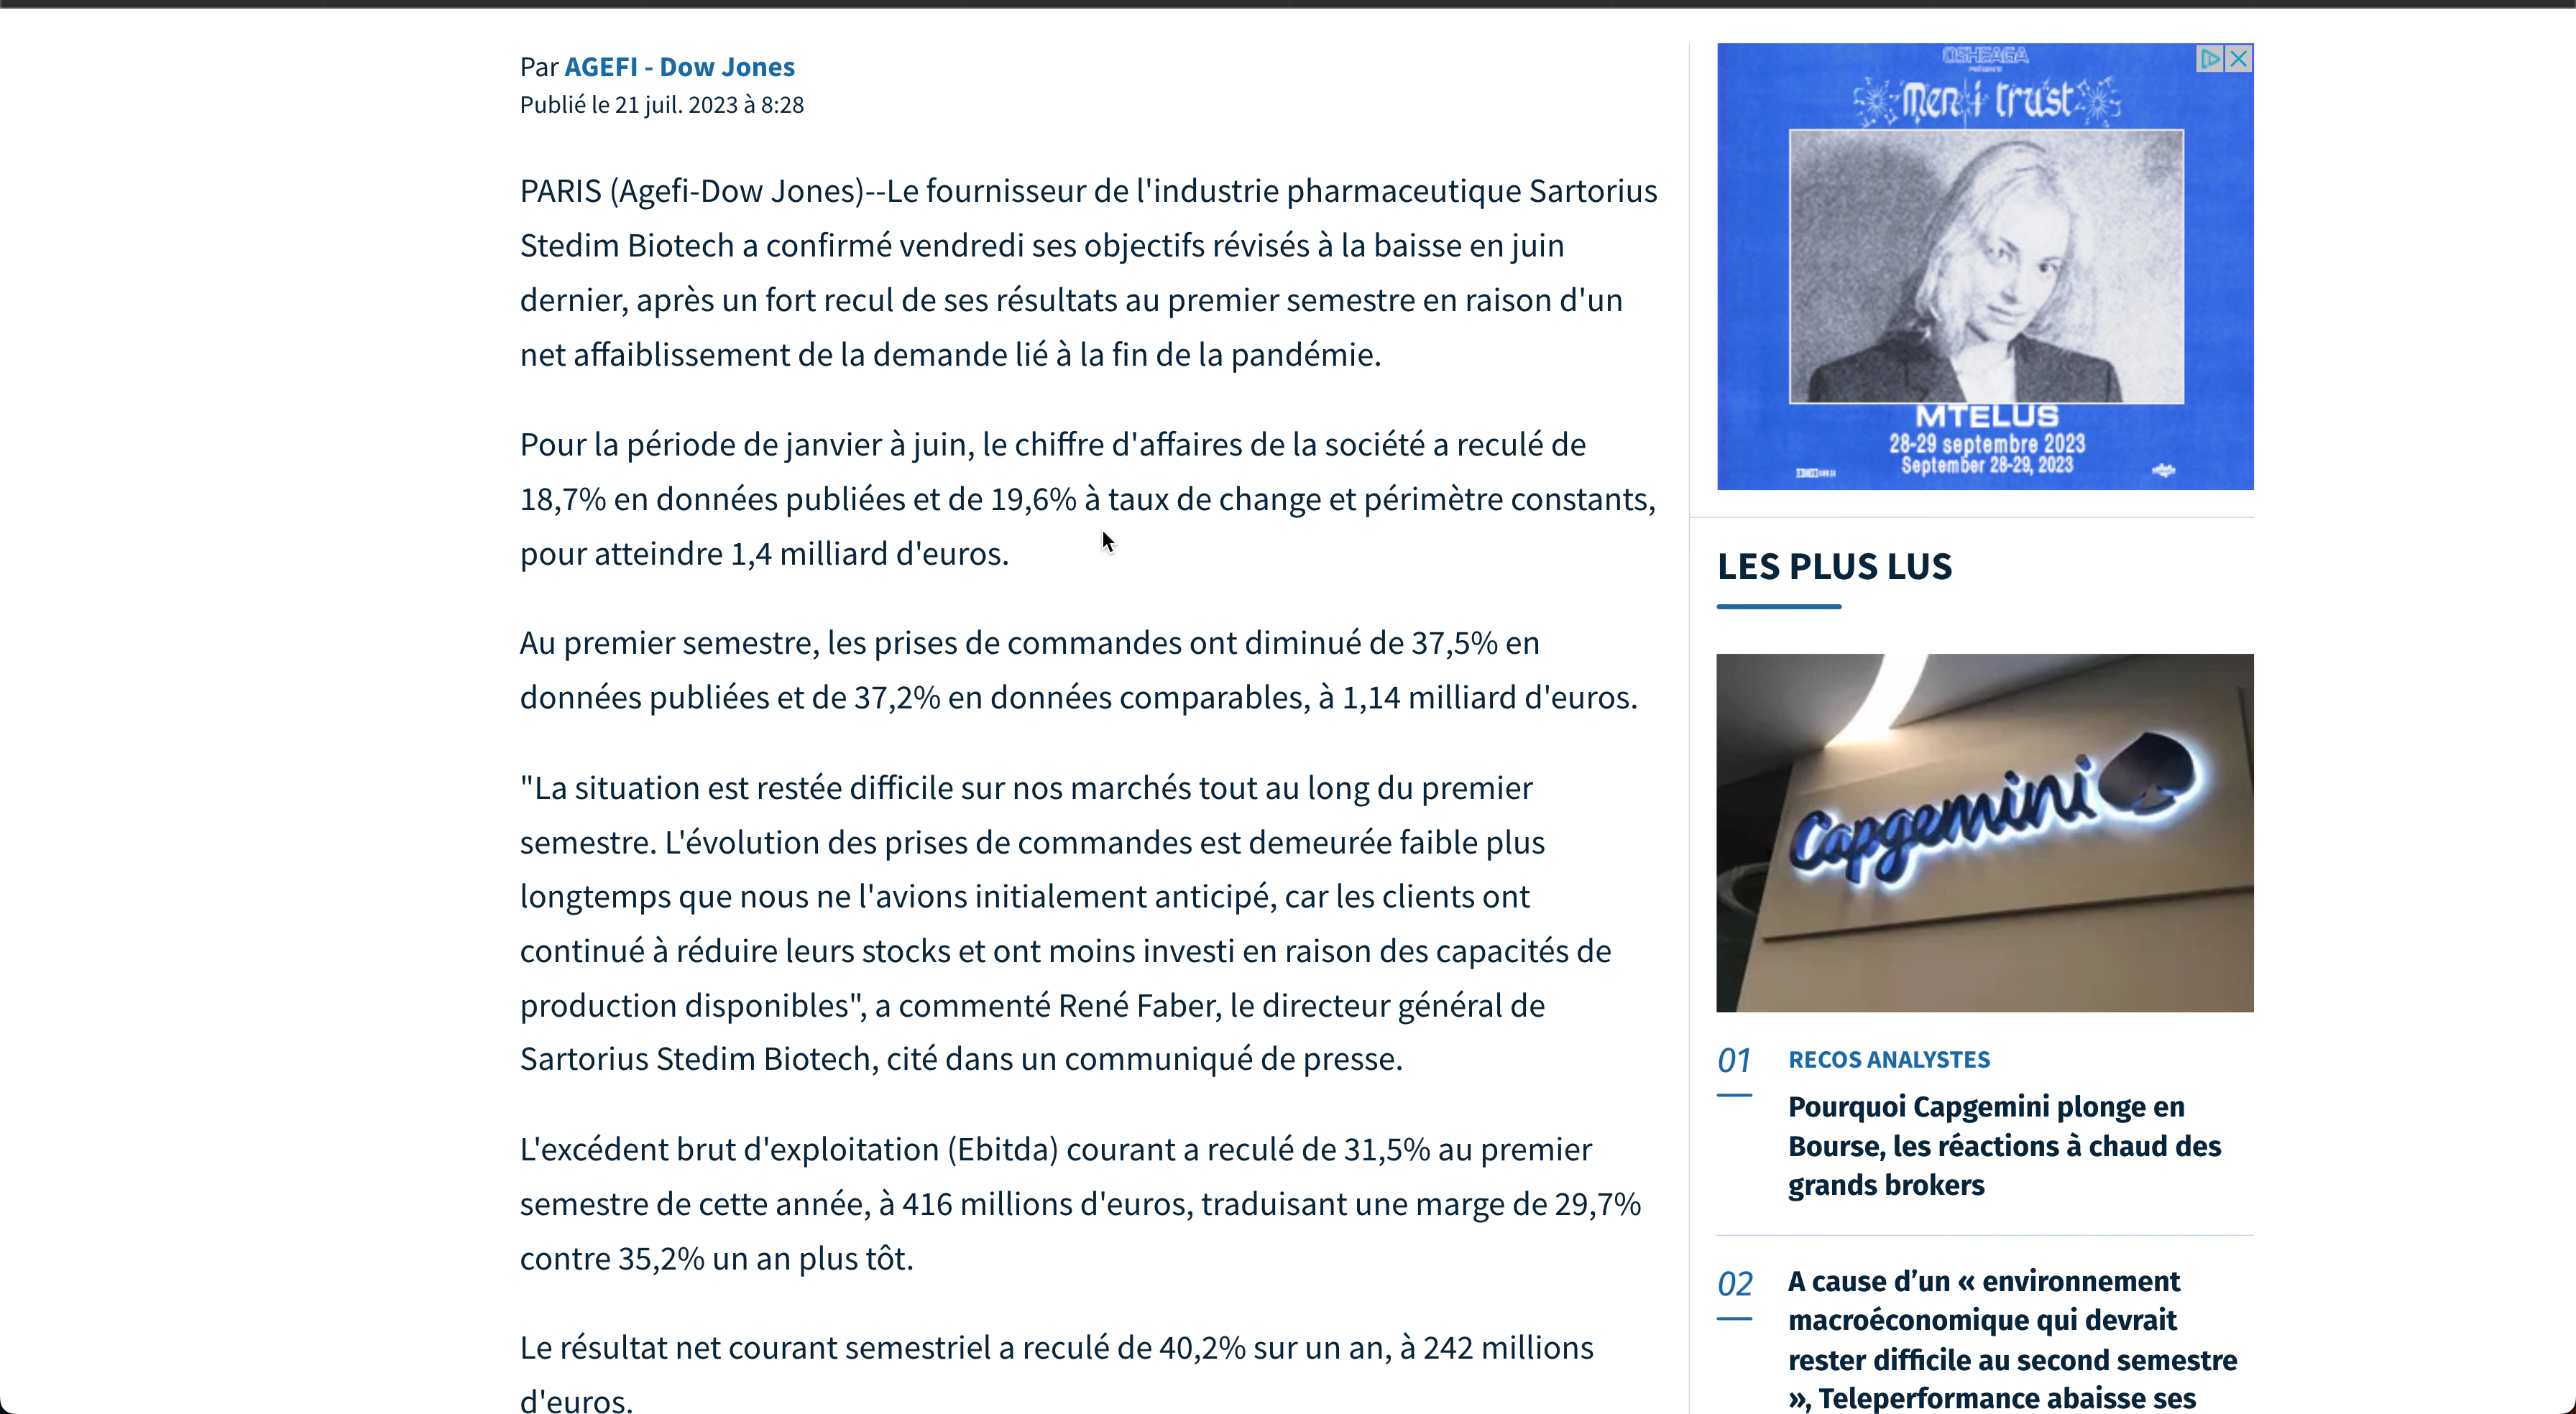 Par AGEFI - Dow Jones
Publié le 21 juil. 2023 à 8:28
PARIS (Agefi-Dow Jones)--Le fournisseur de l'industrie pharmaceutique Sartorius
Stedim Biotech a confirmé vendredi ses objectifs révisés à la baisse en juin
dernier, après un fort recul de ses résultats au premier semestre en raison d'un
net affaiblissement de la demande lié à la fin de la pandémie.
Pour la période de janvier à juin, le chiffre d'affaires de la société a reculé de
18,7% en données publiées et de 19,6% à taux de change et périmètre constants,
pour atteindre 1,4 milliard d'euros.
Au premier semestre, les prises de commandes ont diminué de 37,5% en
données publiées et de 37,2% en données comparables, à 1,14 milliard d'euros.
"La situation est restée difficile sur nos marchés tout au long du premier
semestre. L'évolution des prises de commandes est demeurée faible plus
longtemps que nous ne l'avions initialement anticipé, car les clients ont
continué à réduire leurs stocks et ont moins investi en raison des capacités de
production disponibles", a commenté René Faber, le directeur général de
Sartorius Stedim Biotech, cité dans un communiqué de presse.
L'excédent brut d'exploitation (Ebitda) courant a reculé de 31,5% au premier
semestre de cette année, à 416 millions d'euros, traduisant une marge de 29,7%
contre 35,2% un an plus tôt.
Le résultat net courant semestriel a reculé de 40,2% sur un an, à 242 millions
d'euros.
OSHEAGA
Men i trust
MTELUS
28-29 septembre 2023
September 28-29, 2023
LES PLUS LUS
Capgemini
01
RECOS ANALYSTES
Pourquoi Capgemini plonge en
Bourse, les réactions à chaud des
grands brokers
02
A cause d’un « environnement
macroéconomique qui devrait
rester difficile au second semestre
», Teleperformance abaisse ses